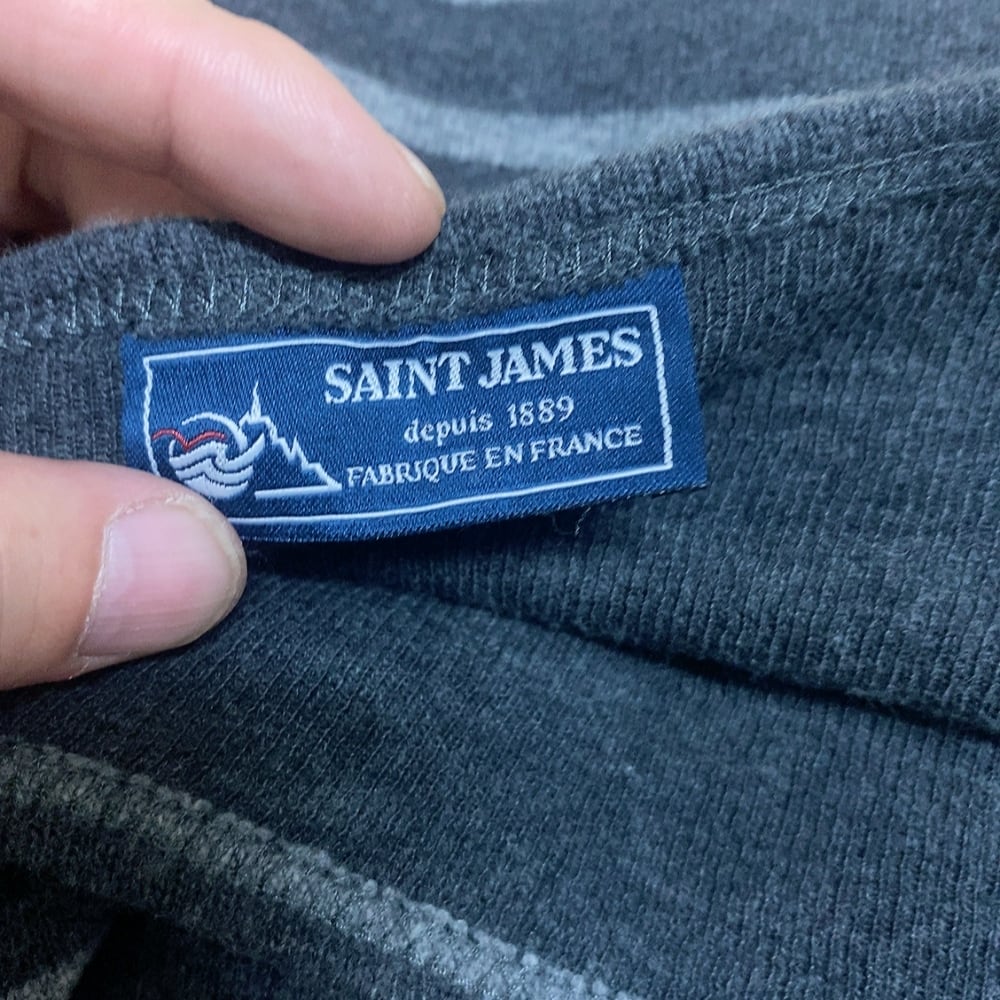 SAINT JAMES
depuis 1889
FABRIQUE EN FRANCE